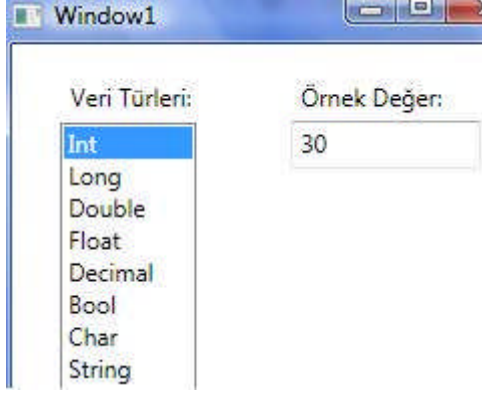 Window1
Veri Türleri:
Örnek Değer:
Int
30
Long
Double
Float
Decimal
Bool
Char
String